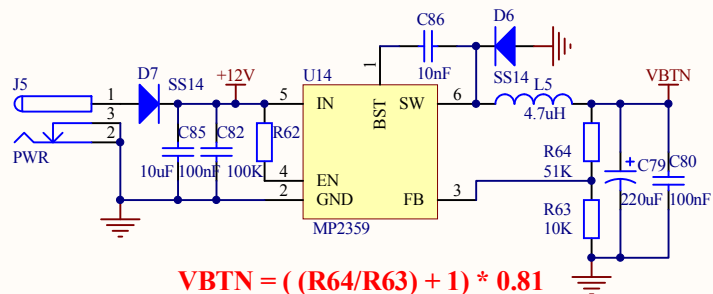 J5
1
3
2
PWR
D7
SS14
+12V
C85
10uF
C82
100nF
R62
100K
U14
5
IN
4
EN
2
GND
1
BST
SW
6
FB
3
MP2359
C86
10nF
D6
SS14
L5
4.7uH
VBTN
R64
51K
R63
10K
+
C79
220uF
C80
100nF
VBTN = ( (R64/R63) + 1) * 0.81